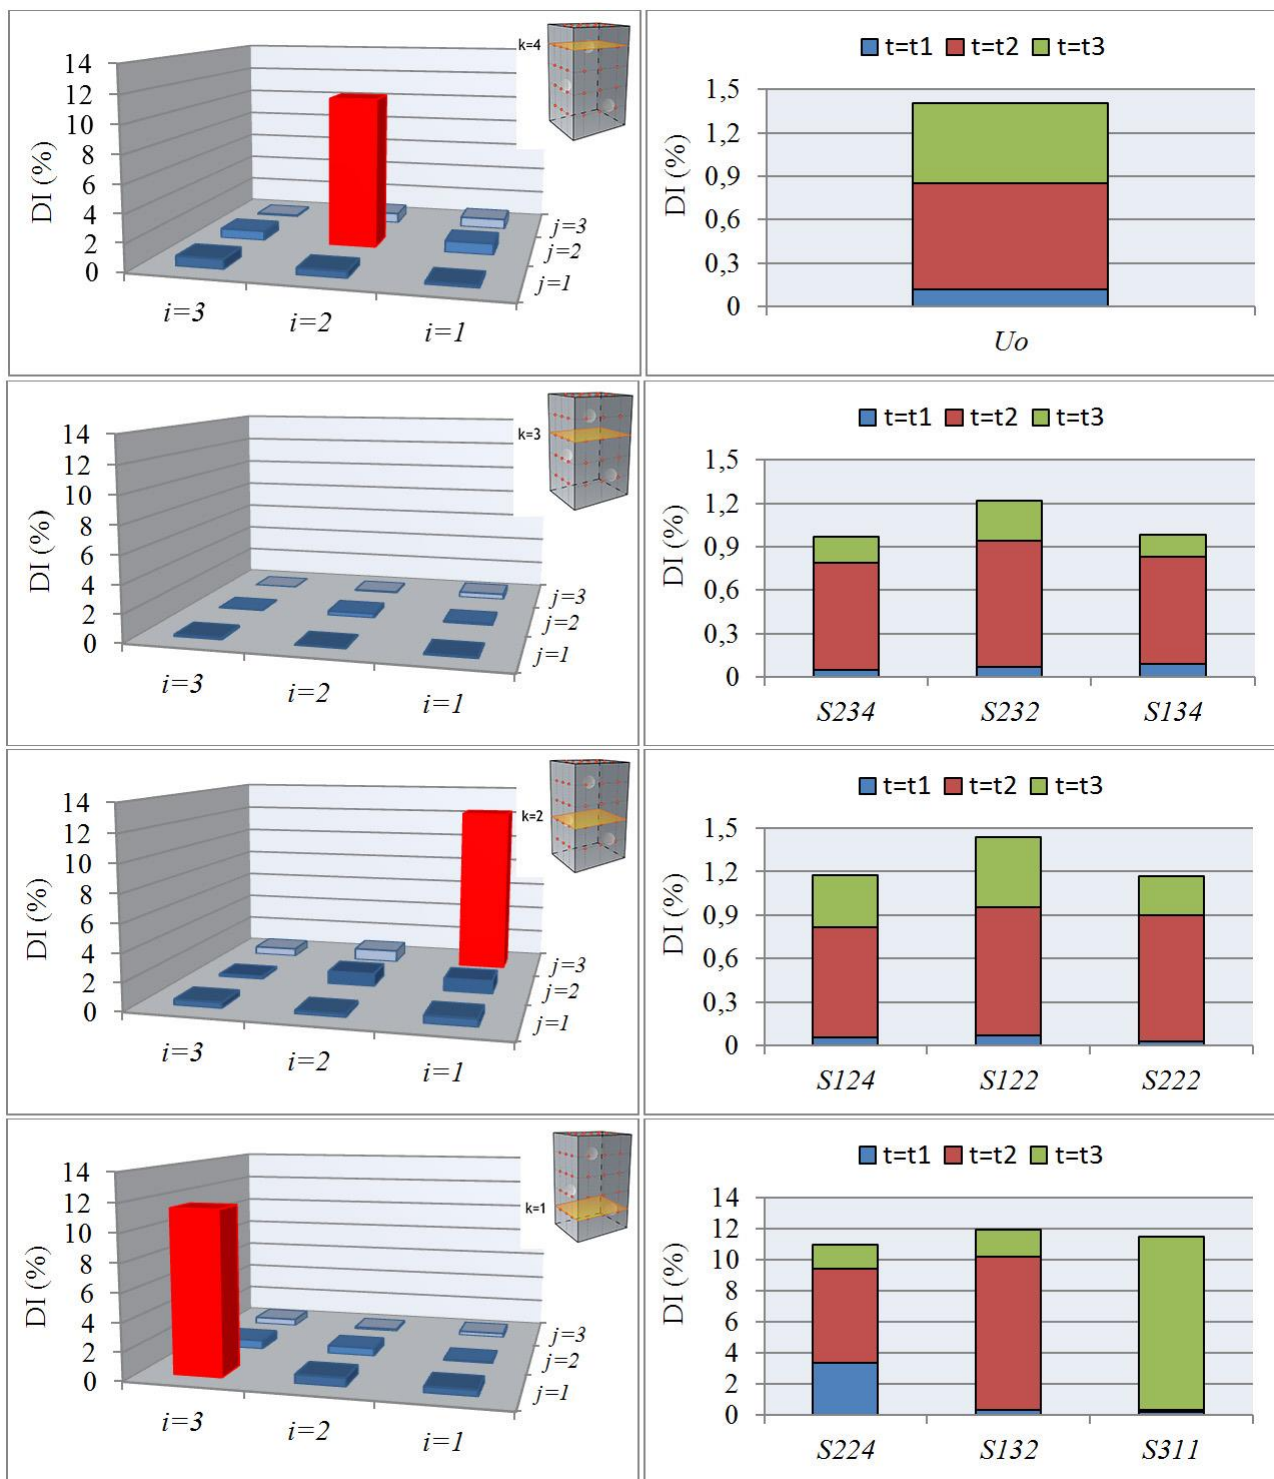 k=4
14
12
10
8
6
4
2
0
DI (%)
i=3
i=2
i=1
j=3
j=2
j=1
t=t1 t=t2 t=t3
1,5
1,2
0,9
0,6
0,3
0
DI (%)
Uo
k=3
14
12
10
8
6
4
2
0
DI (%)
i=3
i=2
i=1
j=3
j=2
j=1
t=t1 t=t2 t=t3
1,5
1,2
0,9
0,6
0,3
0
DI (%)
S234 S232 S134
k=2
14
12
10
8
6
4
2
0
DI (%)
i=3
i=2
i=1
j=3
j=2
j=1
t=t1 t=t2 t=t3
1,5
1,2
0,9
0,6
0,3
0
DI (%)
S124 S122 S222
k=1
14
12
10
8
6
4
2
0
DI (%)
i=3
i=2
i=1
j=3
j=2
j=1
t=t1 t=t2 t=t3
14
12
10
8
6
4
2
0
DI (%)
S224 S132 S311